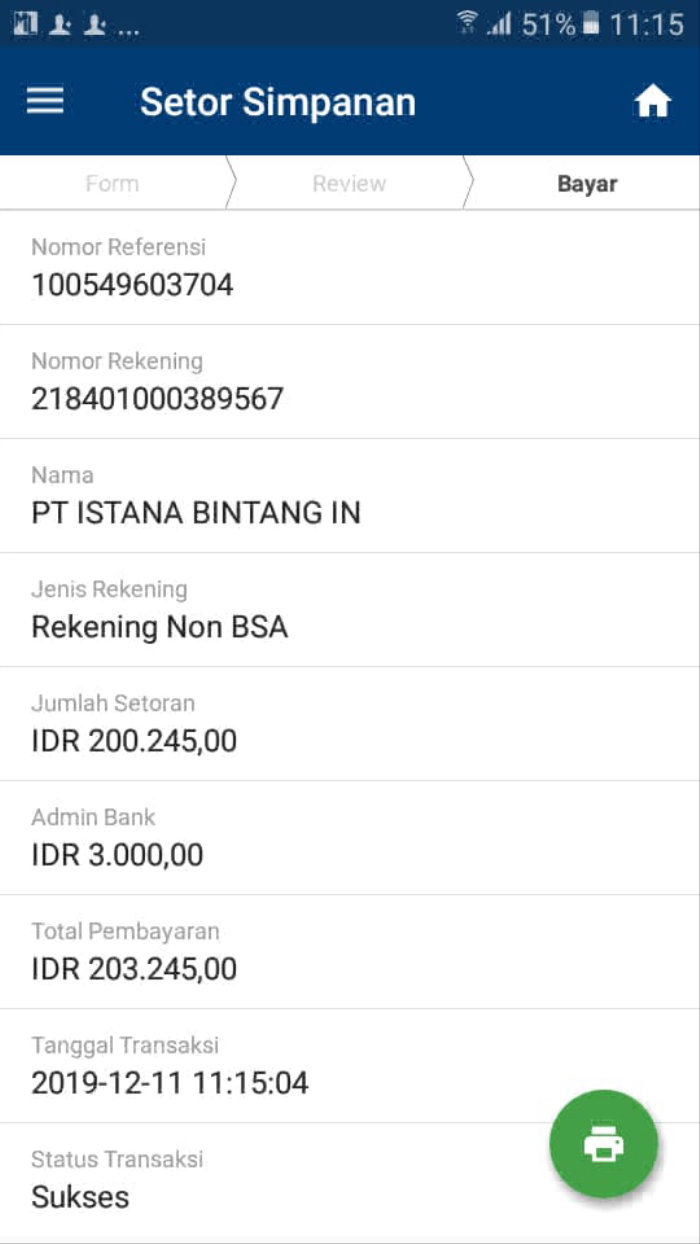 ... 51% 11:15
Setor Simpanan
Form Review Bayar
Nomor Referensi
100549603704
Nomor Rekening
218401000389567
Nama
PT ISTANA BINTANG IN
Jenis Rekening
Rekening Non BSA
Jumlah Setoran
IDR 200.245,00
Admin Bank
IDR 3.000,00
Total Pembayaran
IDR 203.245,00
Tanggal Transaksi
2019-12-11 11:15:04
Status Transaksi
Sukses